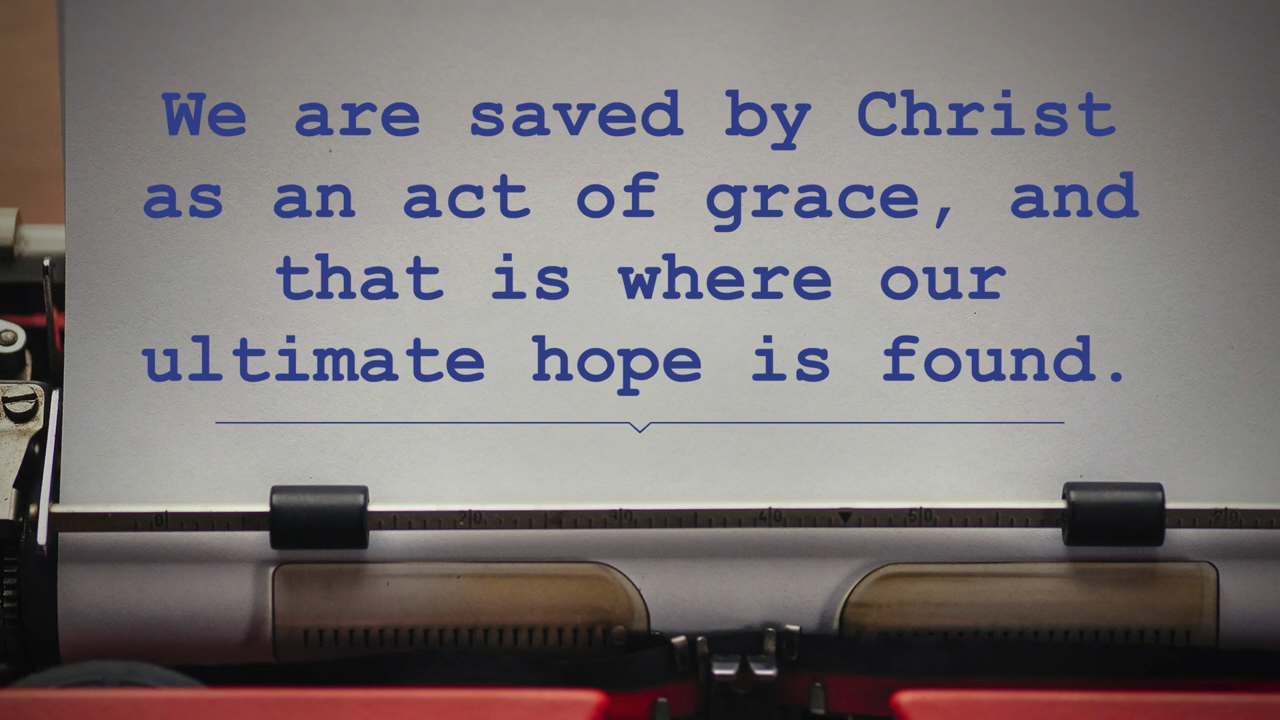 We are saved by Christ
as an act of grace, and
that is where our
ultimate hope is found.